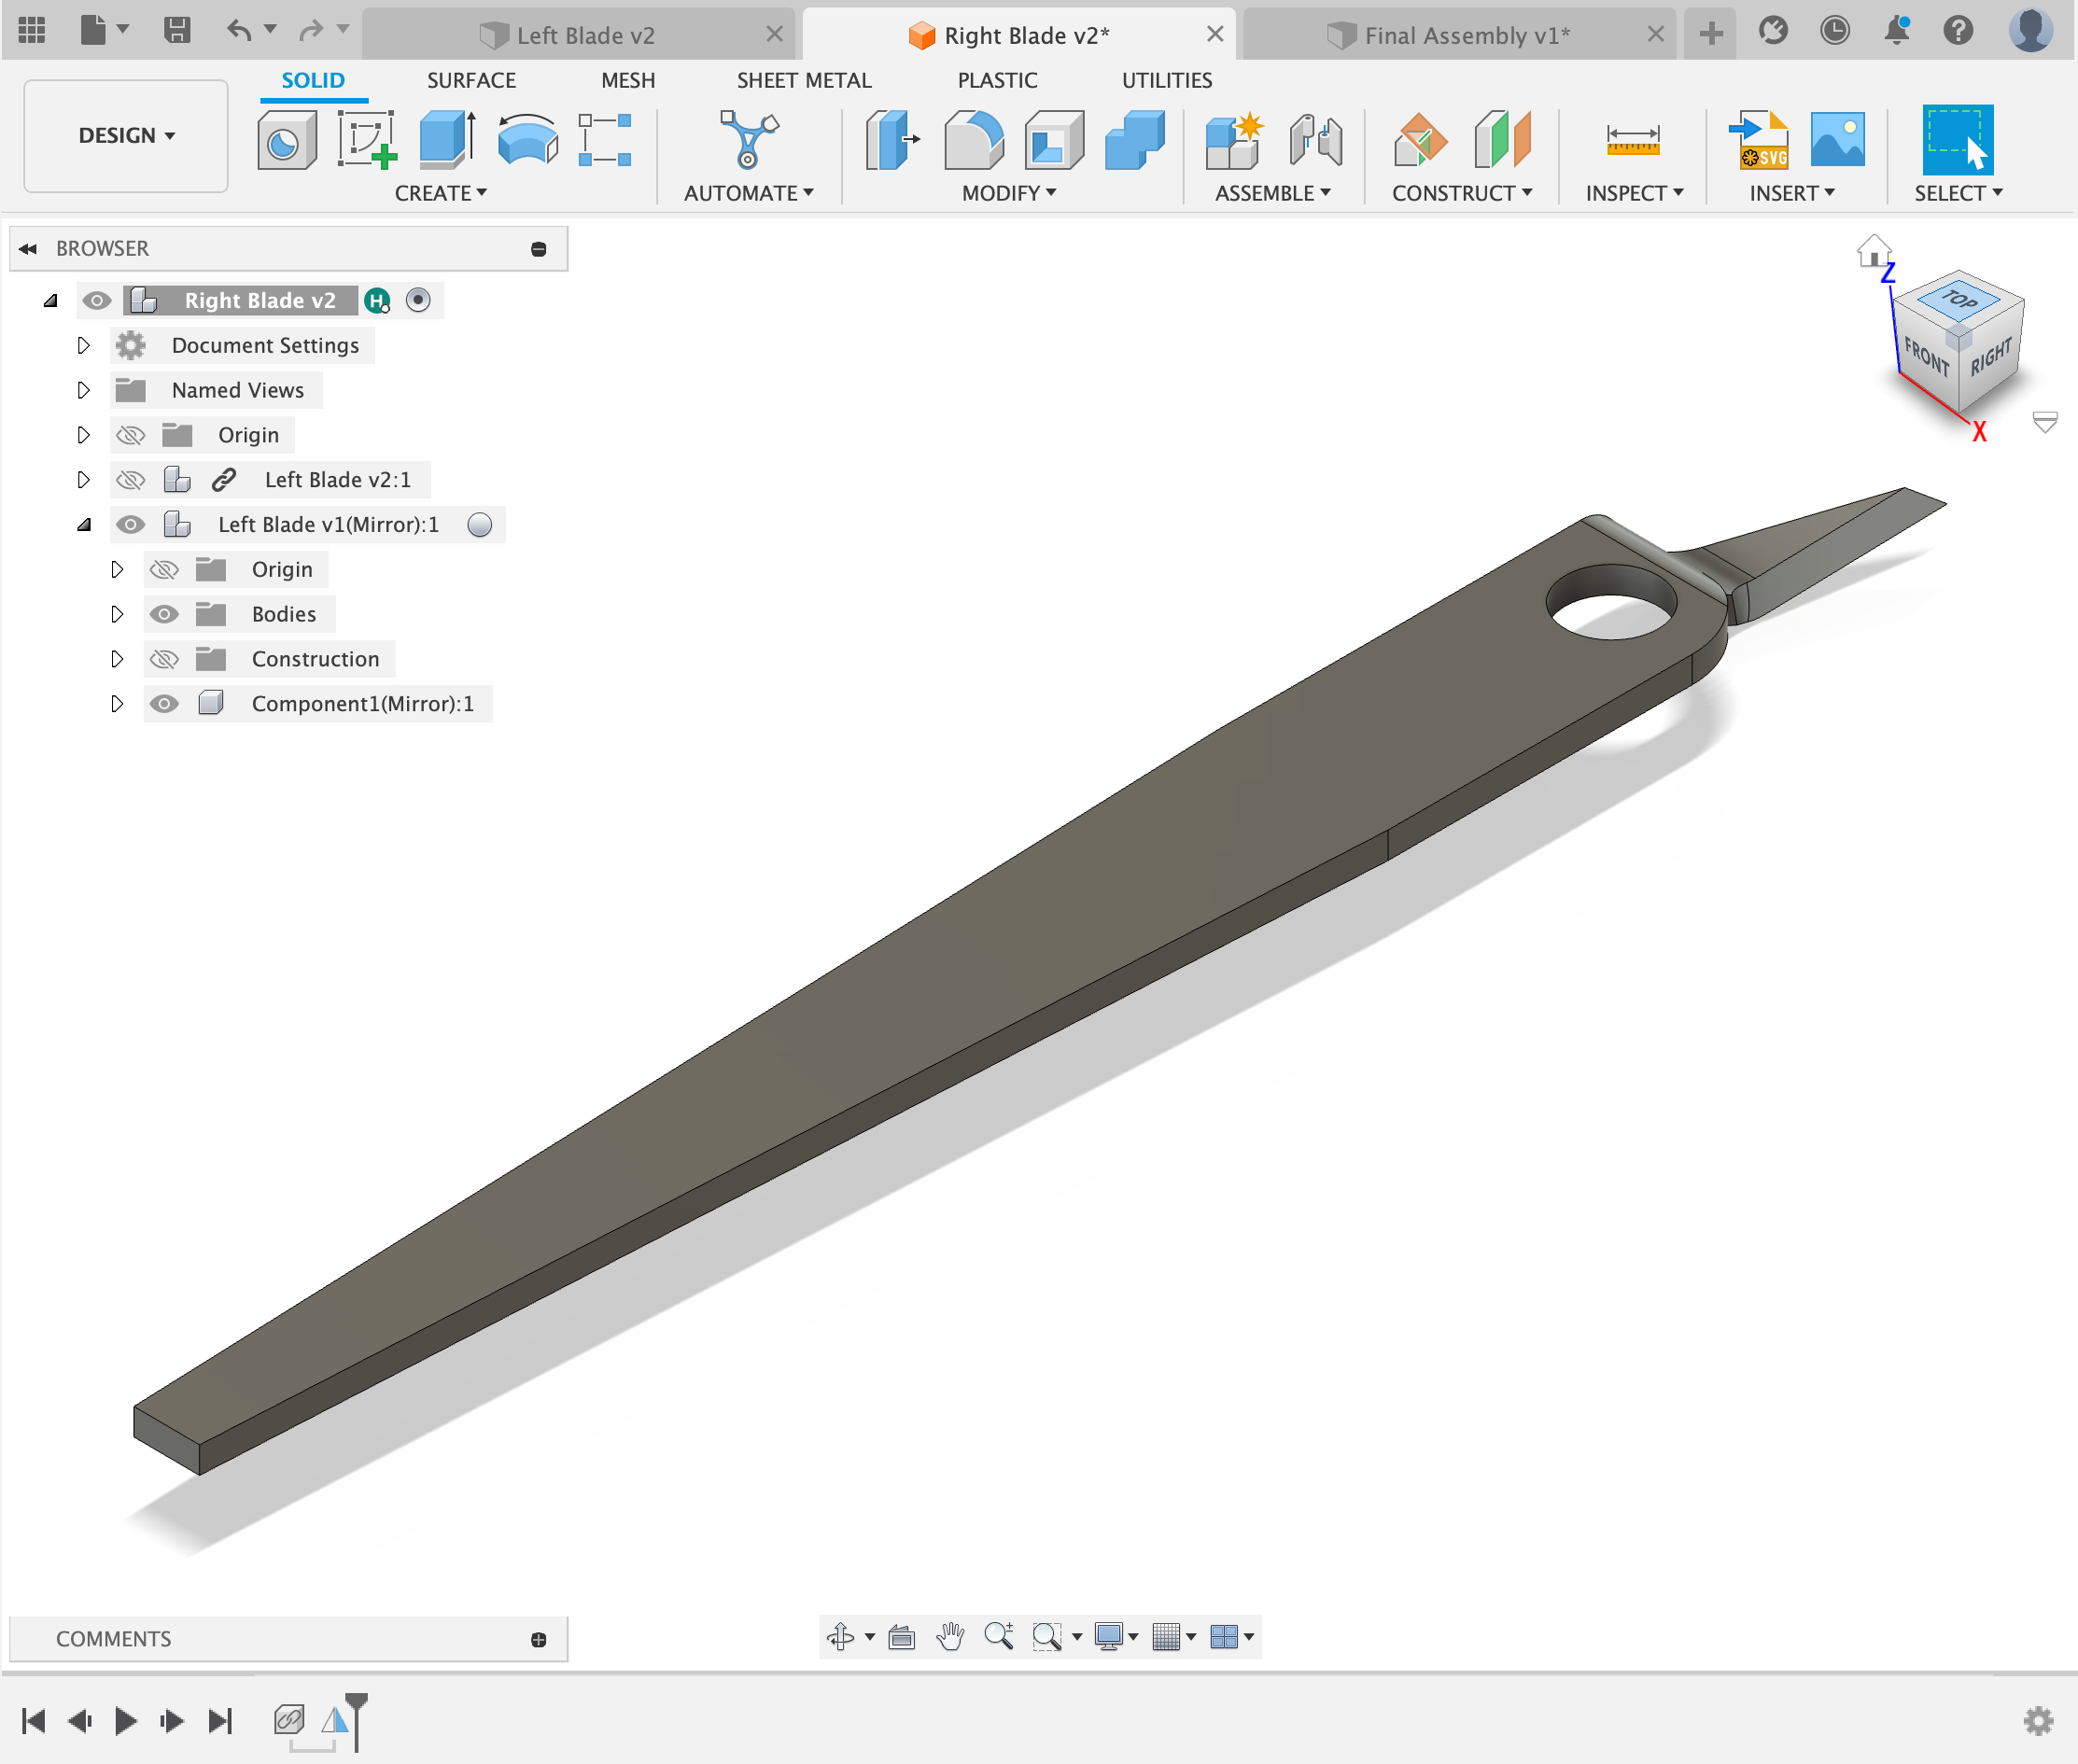 Left Blade v2
Right Blade v2*
Final Assembly v1*
SOLID
SURFACE
MESH
SHEET METAL
PLASTIC
UTILITIES
DESIGN
SVG
CREATE
AUTOMATE
MODIFY
ASSEMBLE
CONSTRUCT
INSPECT
INSERT
SELECT
BROWSER
Right Blade v2
H
Document Settings
Named Views
Origin
Left Blade v2:1
Left Blade v1(Mirror):1
Origin
Bodies
Construction
Component1(Mirror):1
Z
TOP
FRONT
RIGHT
X
COMMENTS